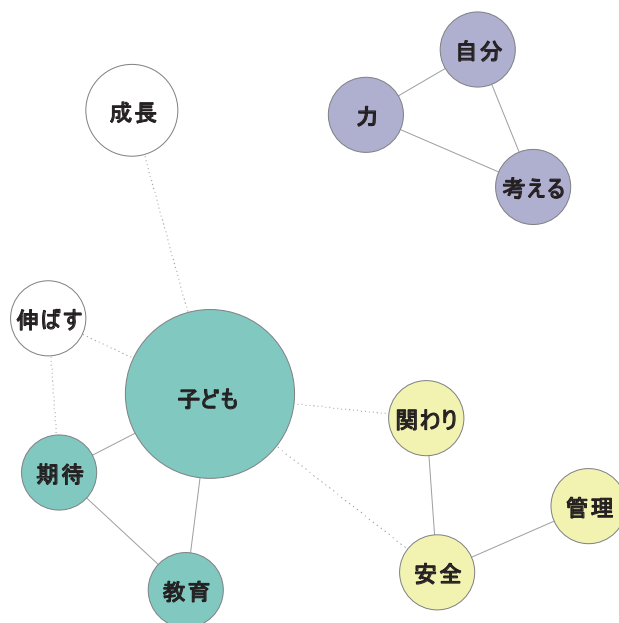 自分
成長
力
考える
伸ばす
子ども
関わり
期待
管理
安全
教育